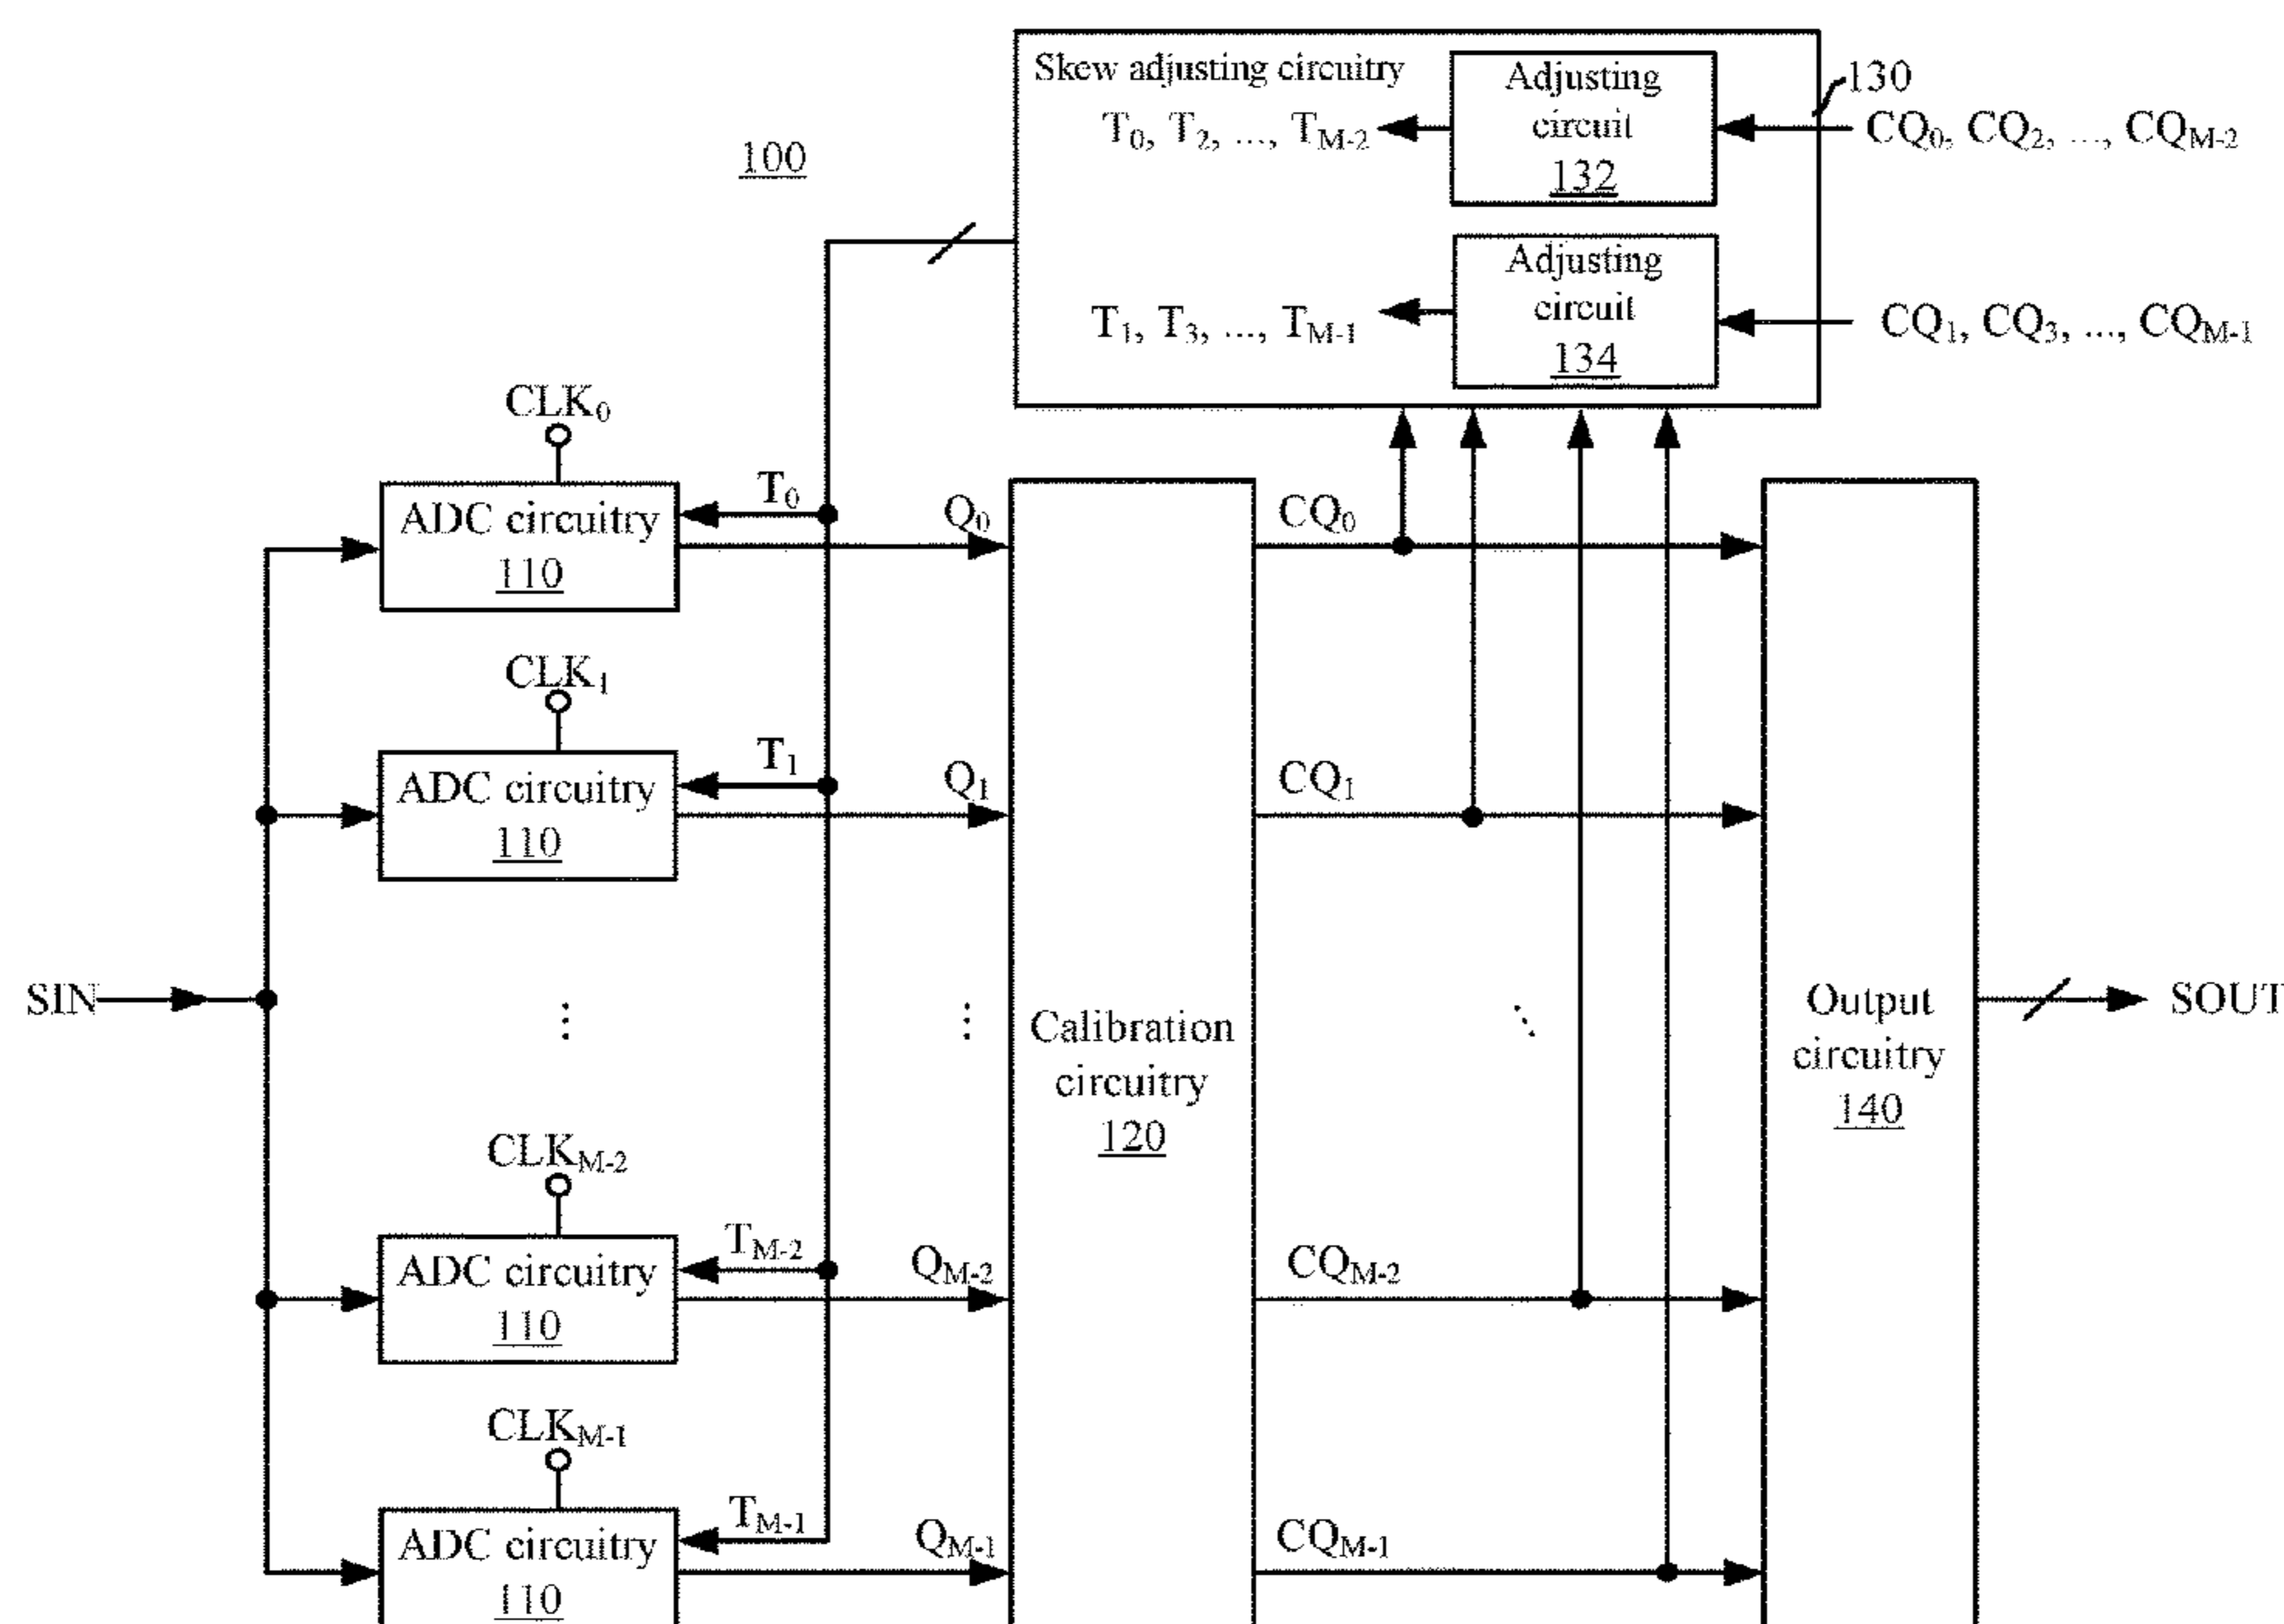 Skew adjusting circuitry
Adjusting
circuit
132
130
T0, T2, ..., TM-2
CQ0, CQ2, ..., CQM-2
100
Adjusting
circuit
134
T1, T3, ..., TM-1
CQ1, CQ3, ..., CQM-1
CLK0
ADC circuitry
110
T0
Q0
CQ0
CLK1
ADC circuitry
110
T1
Q1
CQ1
SIN
⋮
⋮
Calibration
circuitry
120
⋱
Output
circuitry
140
SOUT
CLKM-2
ADC circuitry
110
TM-2
QM-2
CQM-2
CLKM-1
ADC circuitry
110
TM-1
QM-1
CQM-1